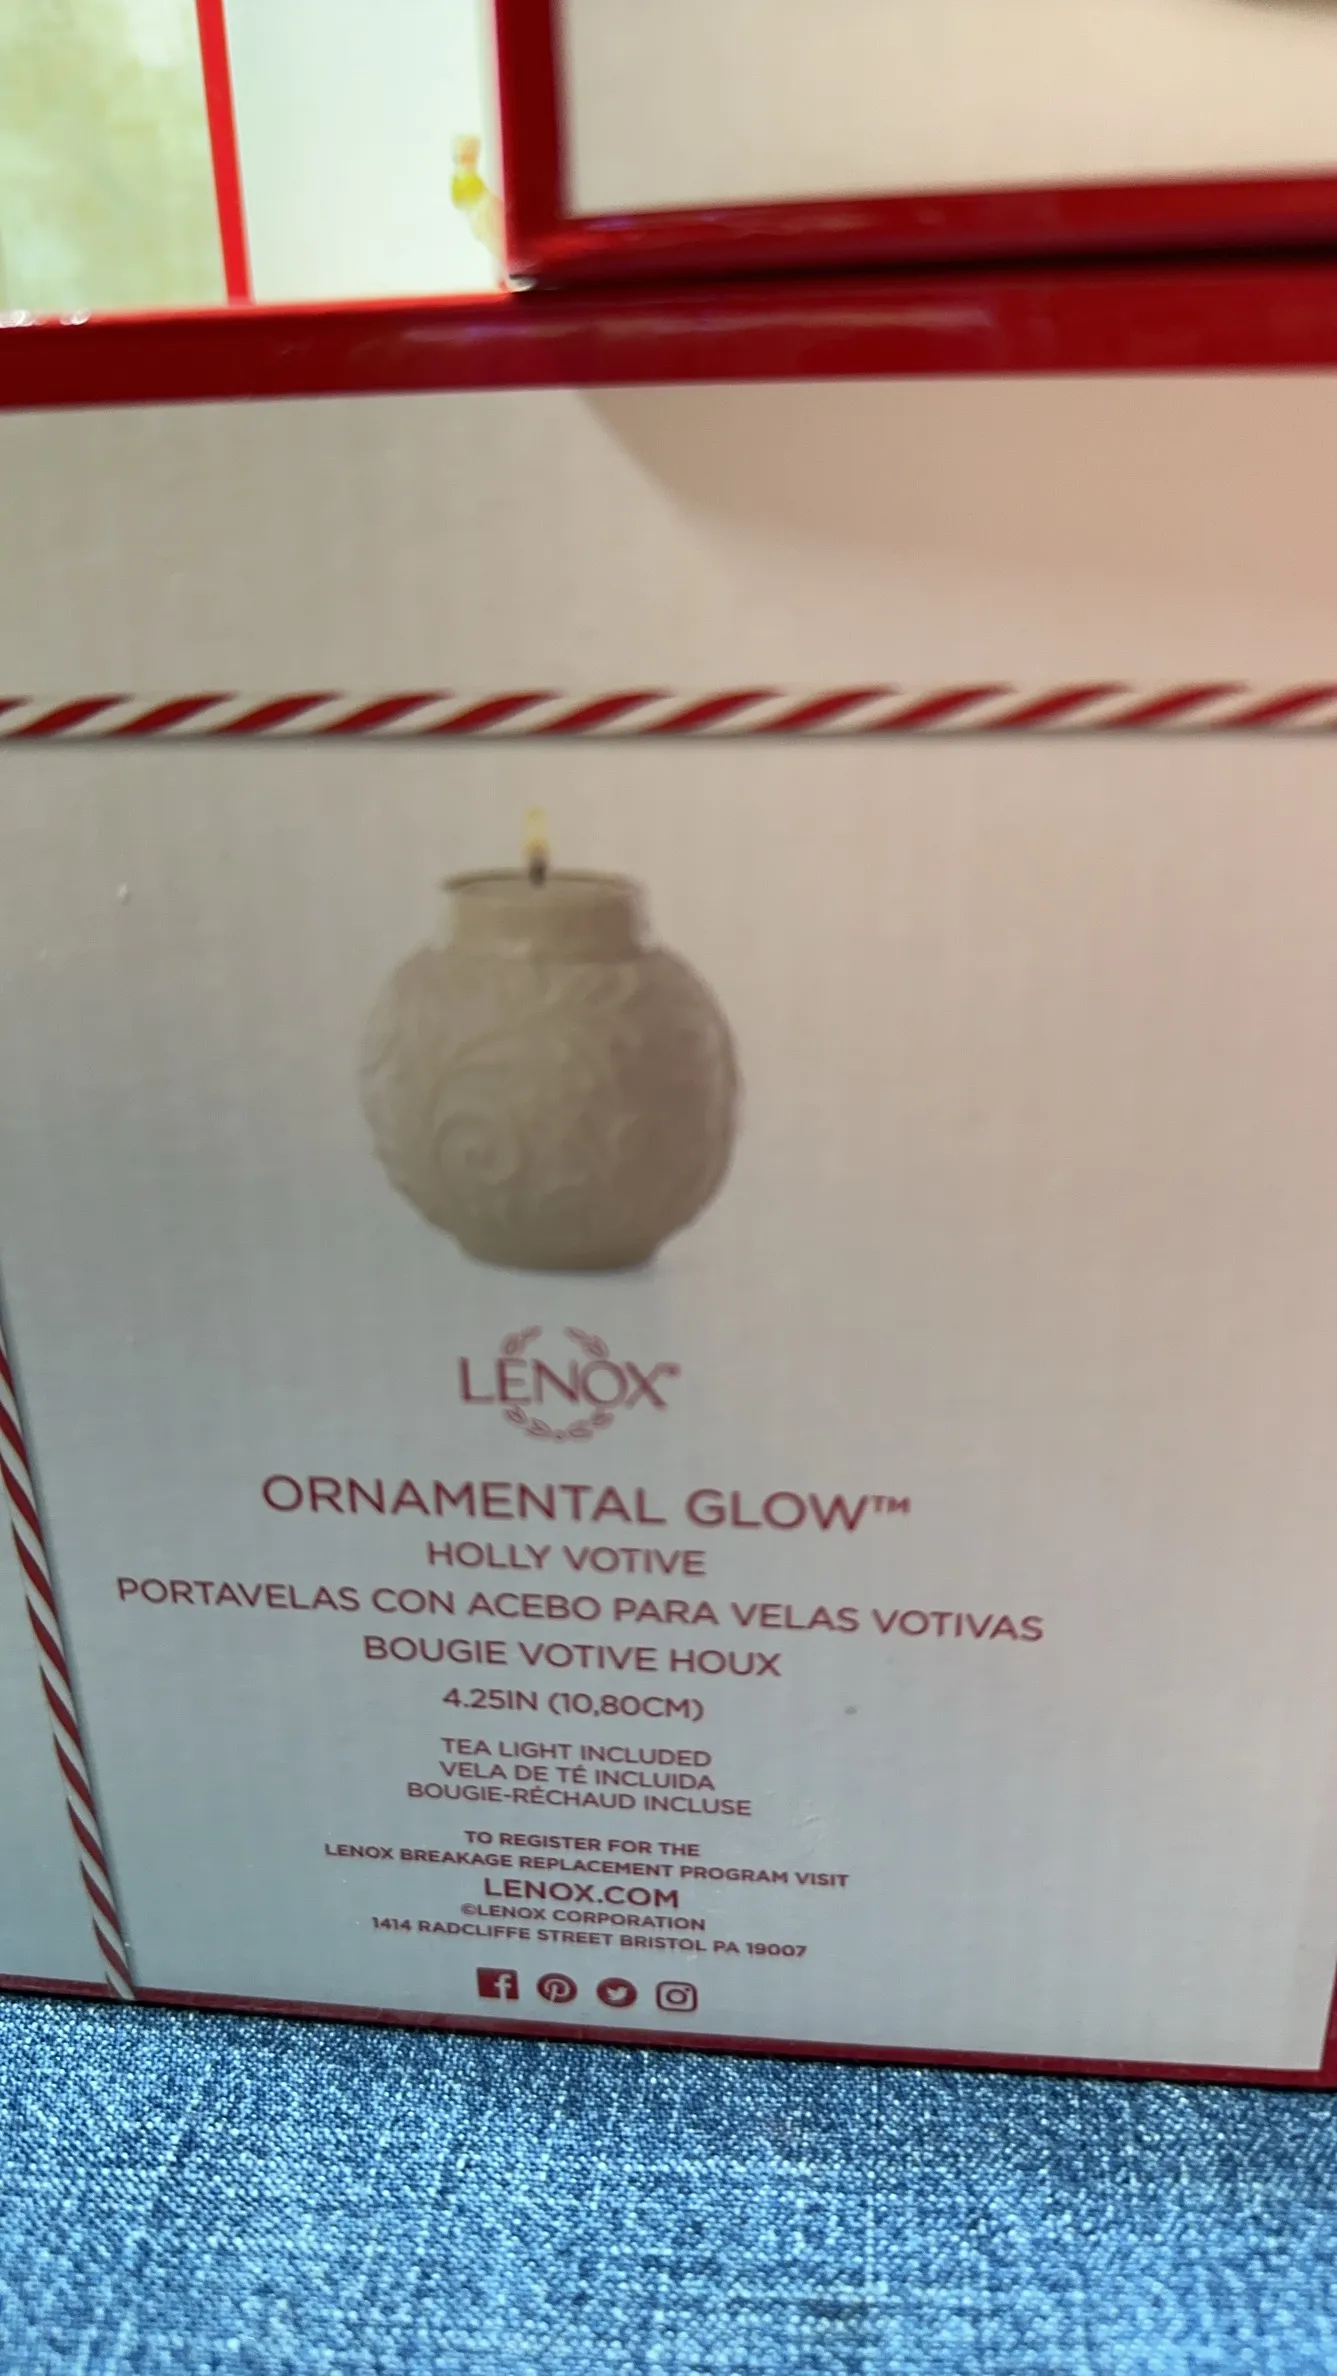 LENOX®
ORNAMENTAL GLOW™
HOLLY VOTIVE
PORTAVELAS CON ACEBO PARA VELAS VOTIVAS
BOUGIE VOTIVE HOUX
4.25IN (10,80CM)
TEA LIGHT INCLUDED
VELA DE TÉ INCLUIDA
BOUGIE-RÉCHAUD INCLUSE
TO REGISTER FOR THE
LENOX BREAKAGE REPLACEMENT PROGRAM VISIT
LENOX.COM
©LENOX CORPORATION
1414 RADCLIFFE STREET BRISTOL PA 19007